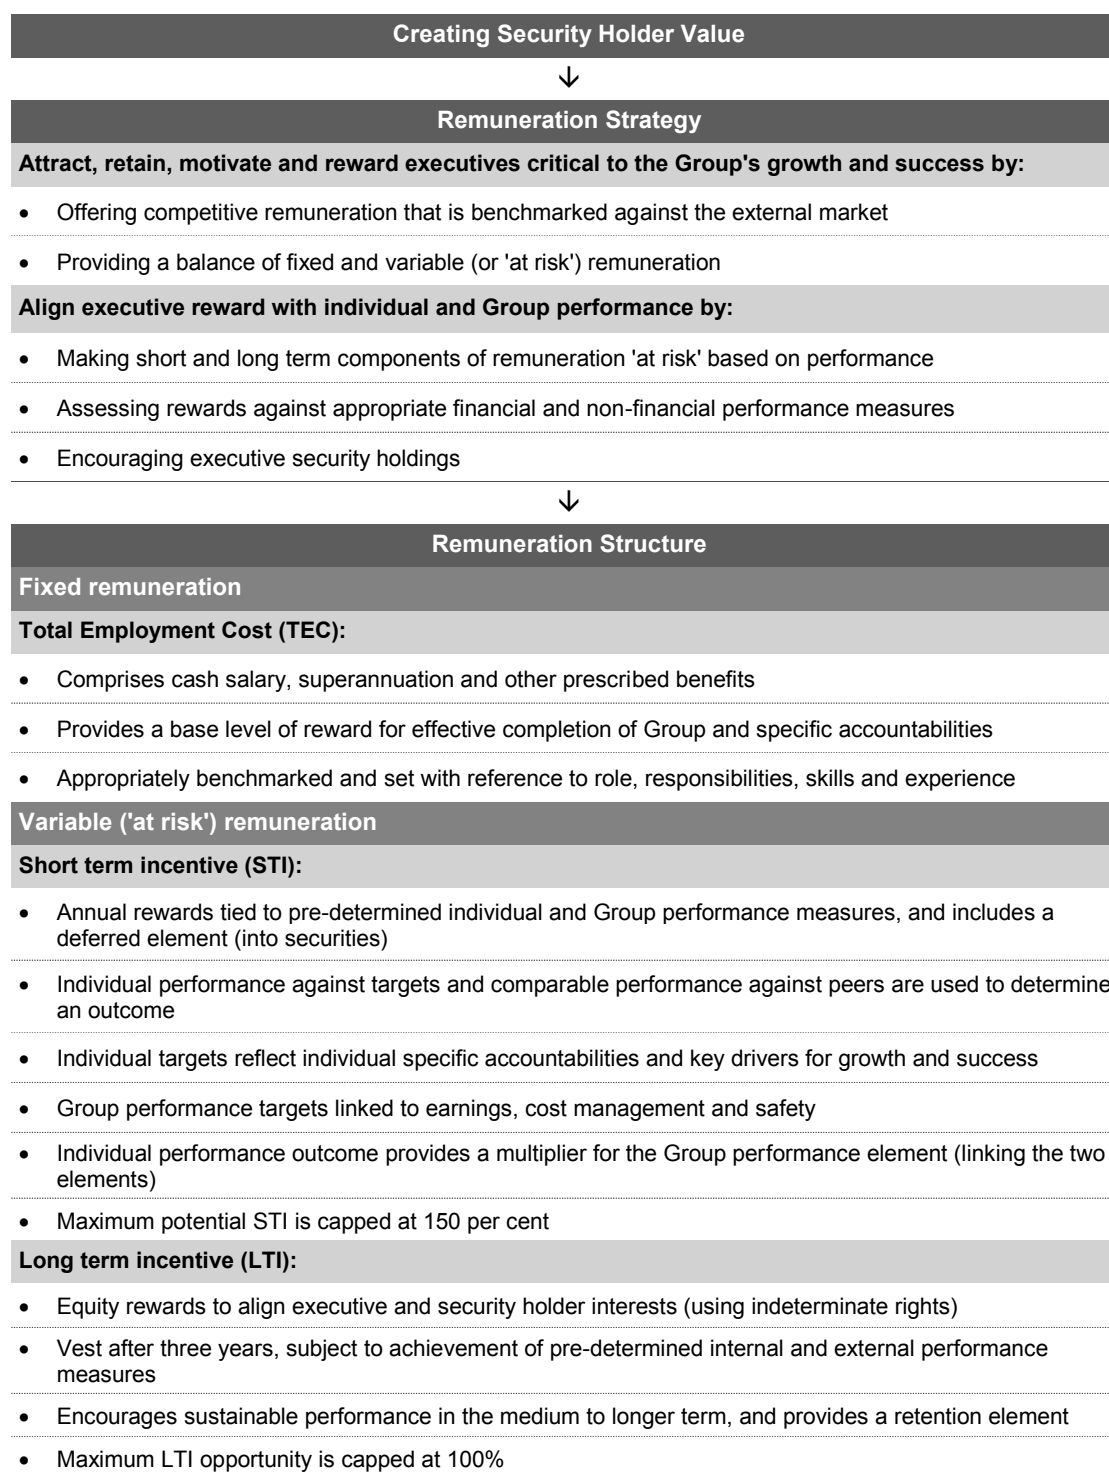 Creating Security Holder Value
↓
Remuneration Strategy
Attract, retain, motivate and reward executives critical to the Group's growth and success by:
• Offering competitive remuneration that is benchmarked against the external market
• Providing a balance of fixed and variable (or 'at risk') remuneration
Align executive reward with individual and Group performance by:
• Making short and long term components of remuneration 'at risk' based on performance
• Assessing rewards against appropriate financial and non-financial performance measures
• Encouraging executive security holdings
↓
Remuneration Structure
Fixed remuneration
Total Employment Cost (TEC):
• Comprises cash salary, superannuation and other prescribed benefits
• Provides a base level of reward for effective completion of Group and specific accountabilities
• Appropriately benchmarked and set with reference to role, responsibilities, skills and experience
Variable ('at risk') remuneration
Short term incentive (STI):
• Annual rewards tied to pre-determined individual and Group performance measures, and includes a
deferred element (into securities)
• Individual performance against targets and comparable performance against peers are used to determine
an outcome
• Individual targets reflect individual specific accountabilities and key drivers for growth and success
• Group performance targets linked to earnings, cost management and safety
• Individual performance outcome provides a multiplier for the Group performance element (linking the two
elements)
• Maximum potential STI is capped at 150 per cent
Long term incentive (LTI):
• Equity rewards to align executive and security holder interests (using indeterminate rights)
• Vest after three years, subject to achievement of pre-determined internal and external performance
measures
• Encourages sustainable performance in the medium to longer term, and provides a retention element
• Maximum LTI opportunity is capped at 100%